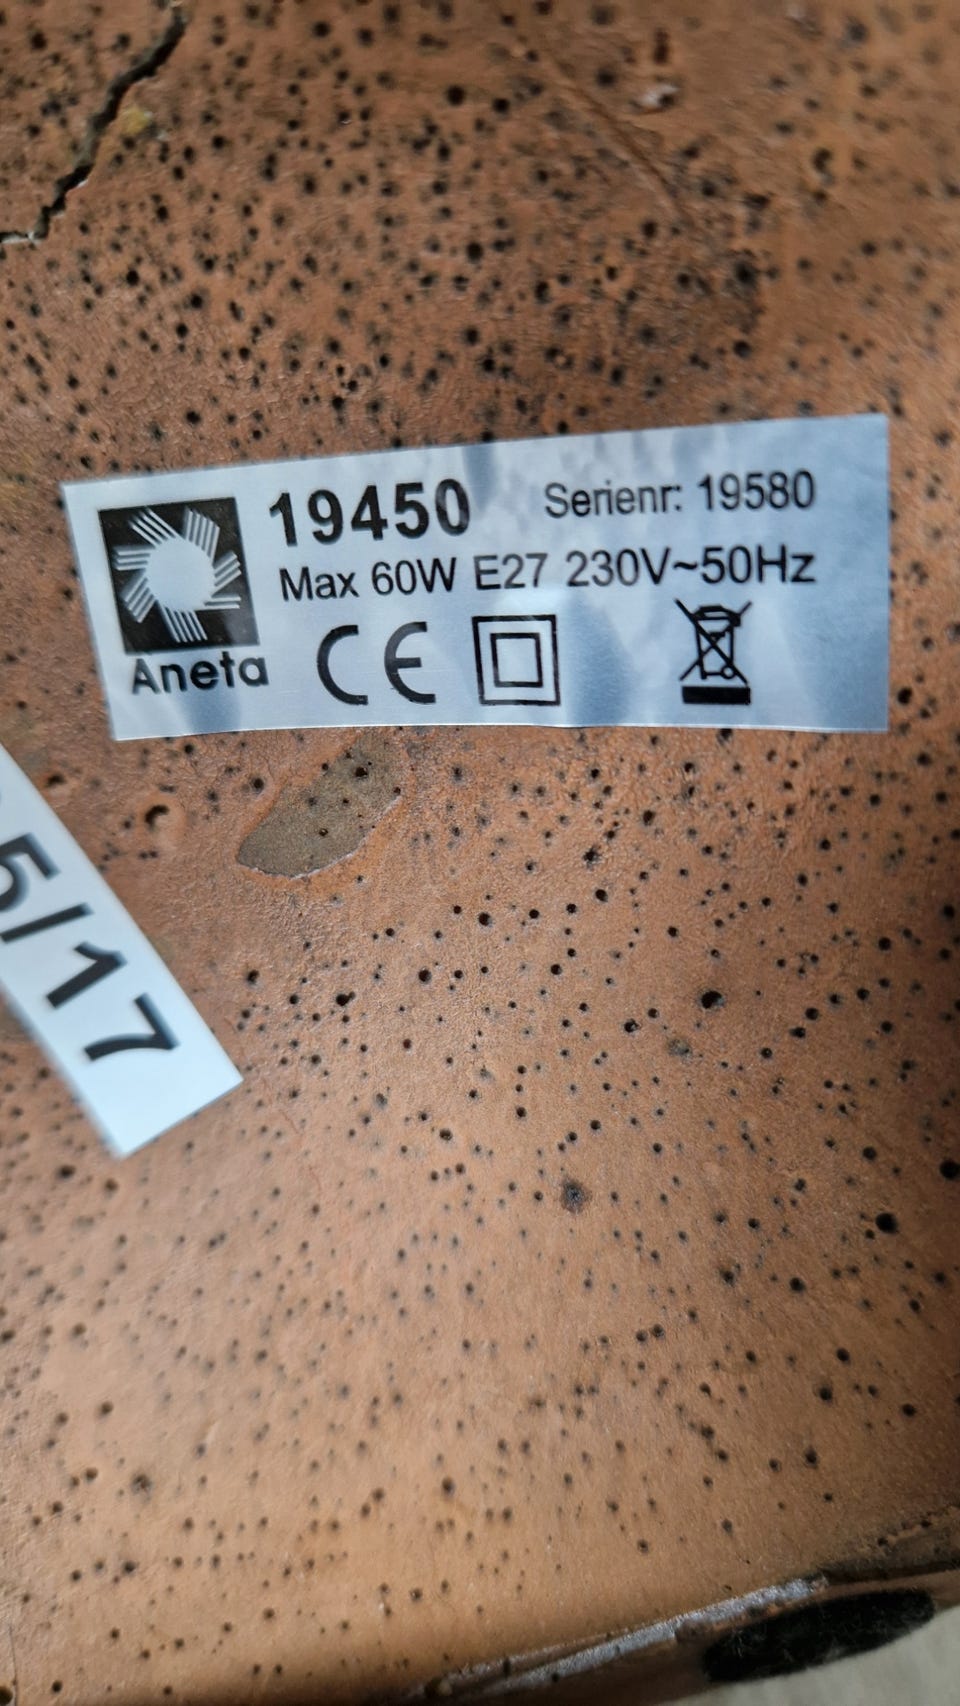 19450 Serienr: 19580
Max 60W E27 230V~50Hz
Aneta CE
5/17